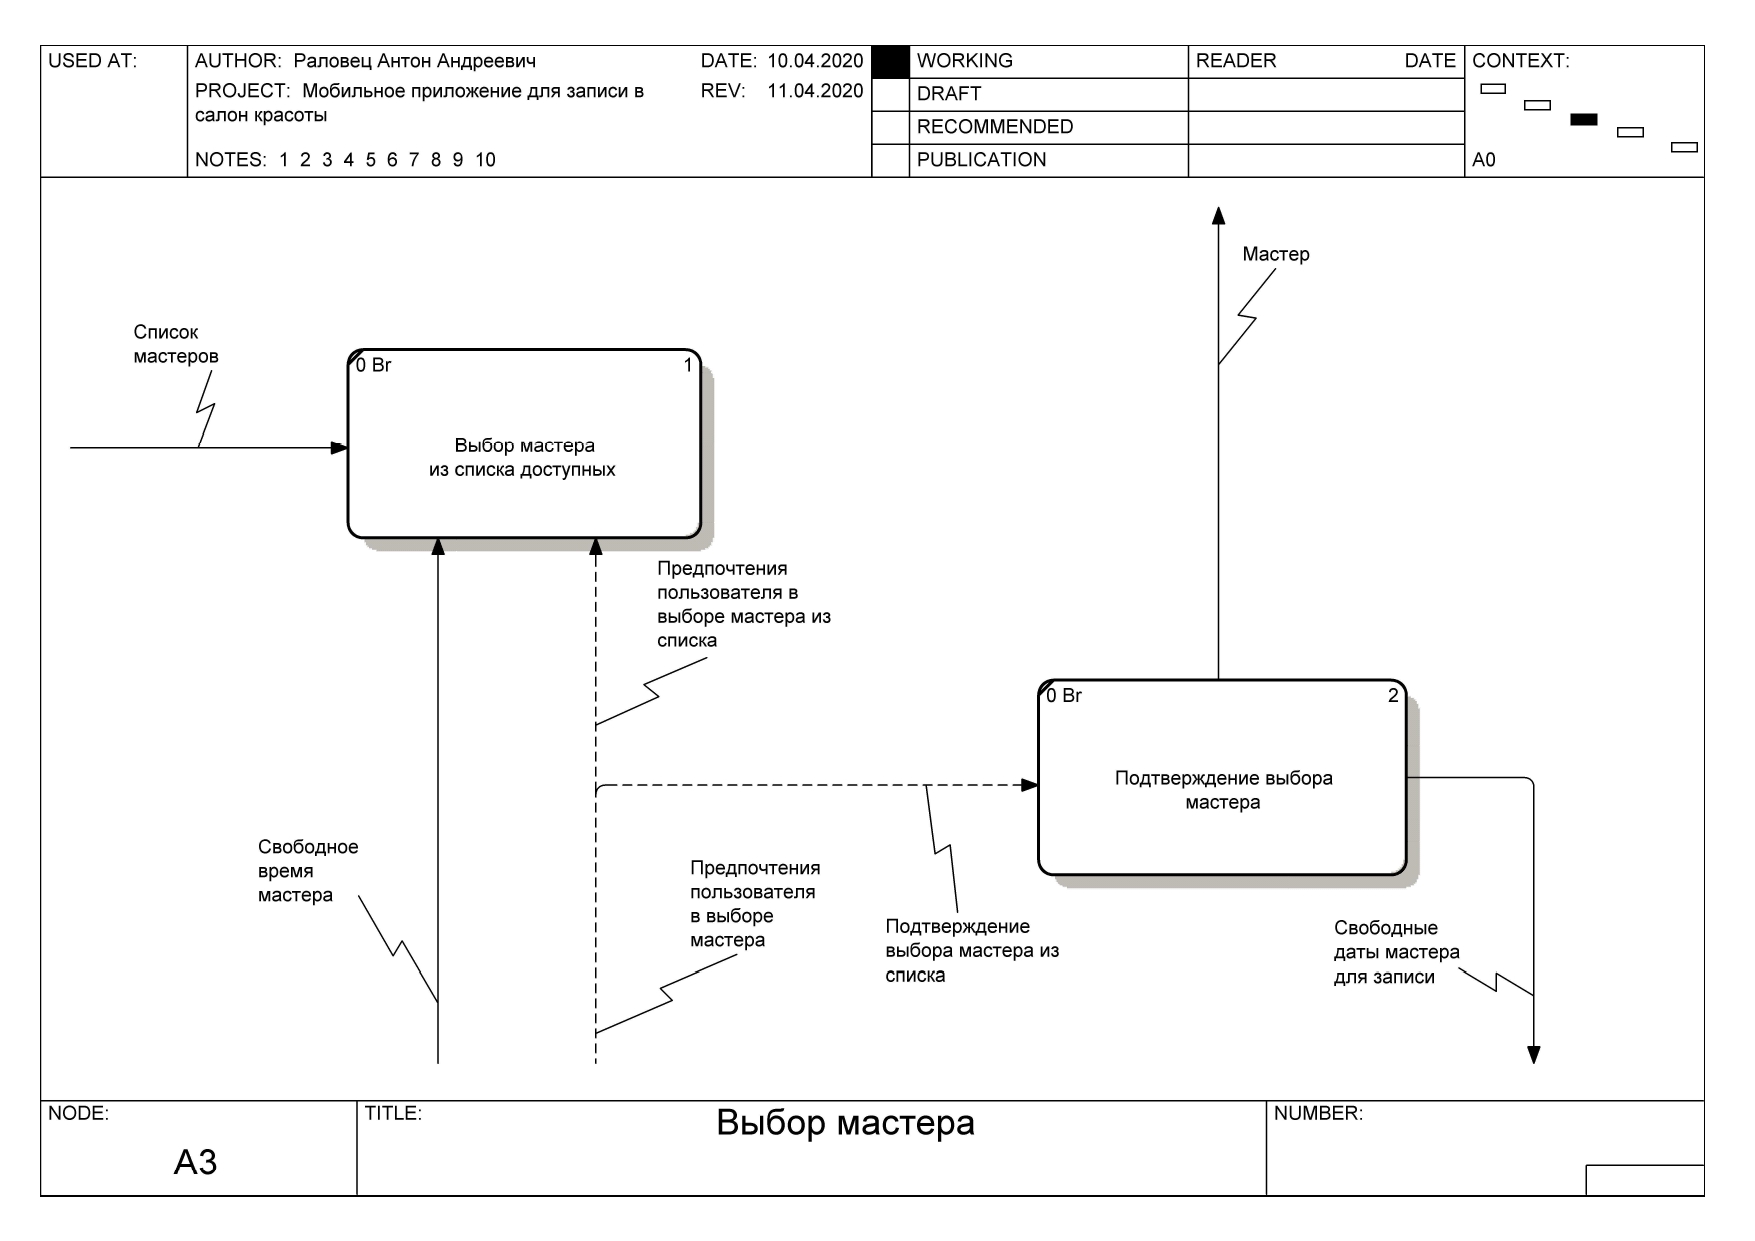 USED AT:
AUTHOR: Раловец Антон Андреевич
DATE: 10.04.2020
PROJECT: Мобильное приложение для записи в
салон красоты
REV: 11.04.2020
NOTES: 1 2 3 4 5 6 7 8 9 10
WORKING
DRAFT
RECOMMENDED
PUBLICATION
READER DATE
CONTEXT:
A0
Мастер
Список
мастеров
0 Br 1
Выбор мастера
из списка доступных
Предпочтения
пользователя в
выборе мастера из
списка
0 Br 2
Подтверждение выбора
мастера
Свободное
время
мастера
Предпочтения
пользователя
в выборе
мастера
Подтверждение
выбора мастера из
списка
Свободные
даты мастера
для записи
NODE:
A3
TITLE:
Выбор мастера
NUMBER: